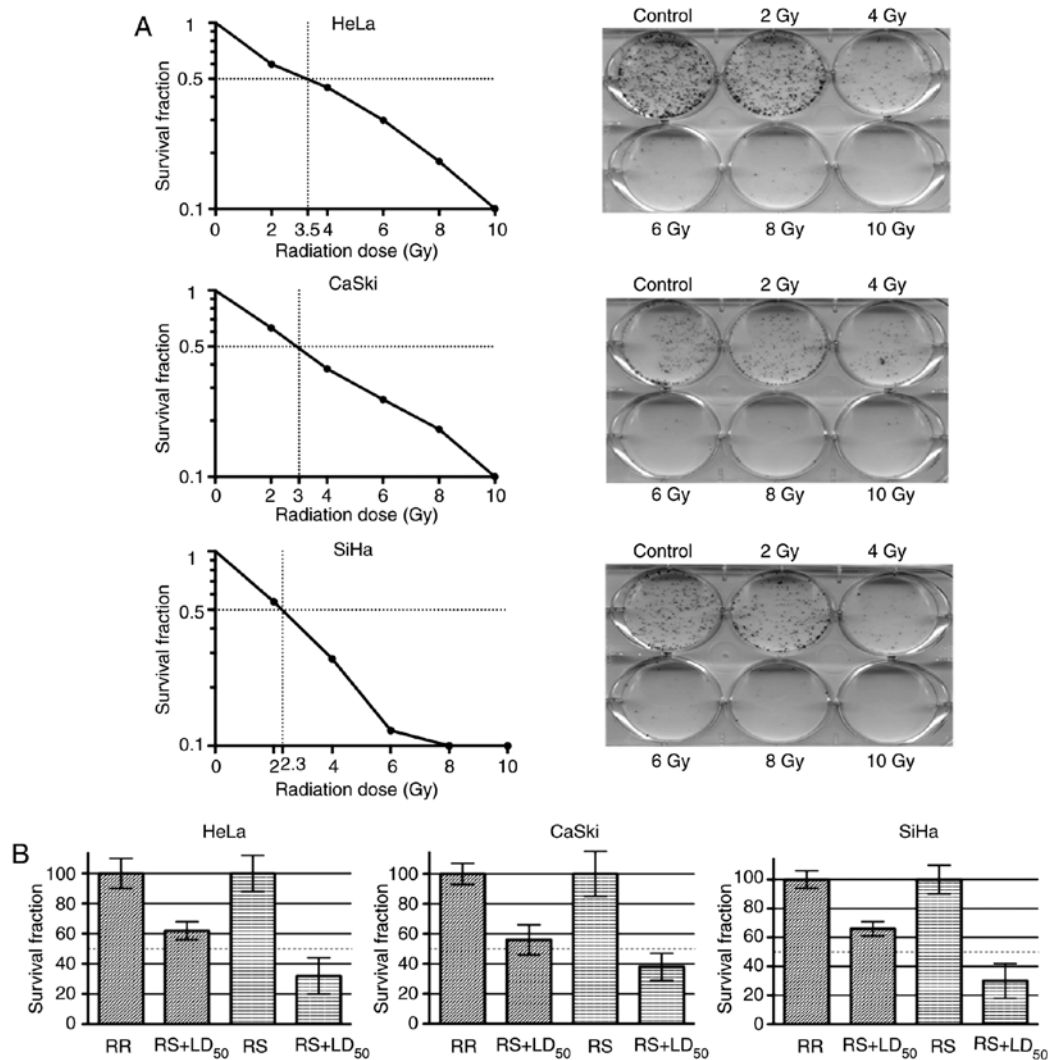 A
HeLa
Control 2 Gy 4 Gy
1
0.5
0.1
Survival fraction
0 2 3.5 4 6 8 10
Radiation dose (Gy)
6 Gy 8 Gy 10 Gy
CaSki
Control 2 Gy 4 Gy
1
0.5
0.1
Survival fraction
0 2 3 4 6 8 10
Radiation dose (Gy)
6 Gy 8 Gy 10 Gy
SiHa
Control 2 Gy 4 Gy
1
0.5
0.1
Survival fraction
0 2 2.3 4 6 8 10
Radiation dose (Gy)
6 Gy 8 Gy 10 Gy
B
HeLa
Survival fraction
100
80
60
40
20
0
RR RS+LD50 RS RS+LD50
CaSki
Survival fraction
100
80
60
40
20
0
RR RS+LD50 RS RS+LD50
SiHa
Survival fraction
100
80
60
40
20
0
RR RS+LD50 RS RS+LD50